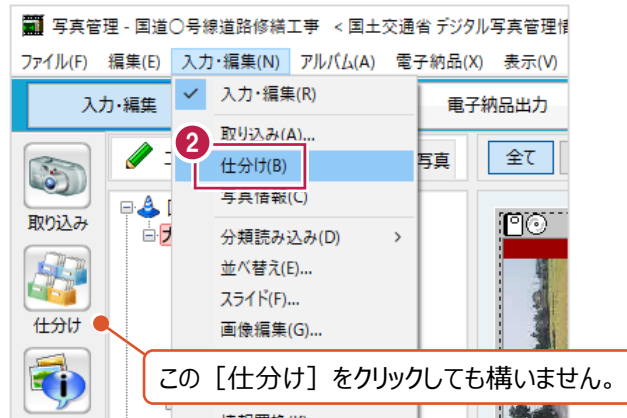 写真管理 - 国道〇号線道路修繕工事 < 国土交通省 デジタル写真管理情
ファイル(F) 編集(E) 入力・編集(N) アルバム(A) 電子納品(X) 表示(V)
入力・編集 電子納品出力
入力・編集(R)
取り込み(A)...
2
仕分け(B)
写真 全て
写真情報(C)
取り込み
分類読み込み(D) >
並べ替え(E)...
スライド(F)...
仕分け
画像編集(G)...
この［仕分け］をクリックしても構いません。